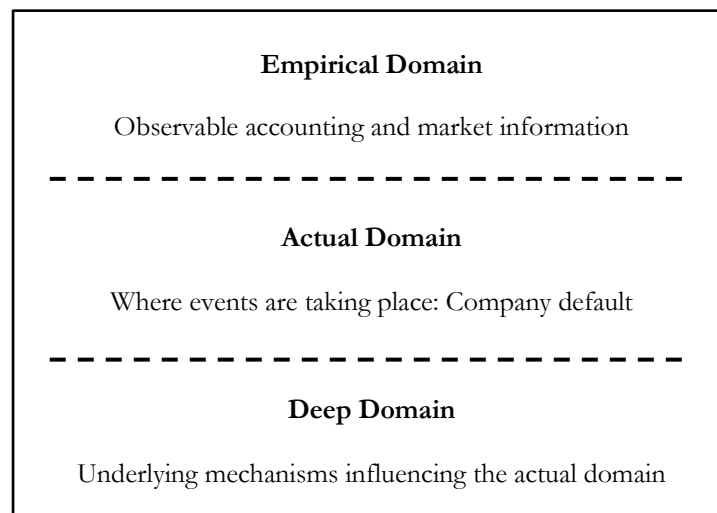 Empirical Domain
Observable accounting and market information
Actual Domain
Where events are taking place: Company default
Deep Domain
Underlying mechanisms influencing the actual domain